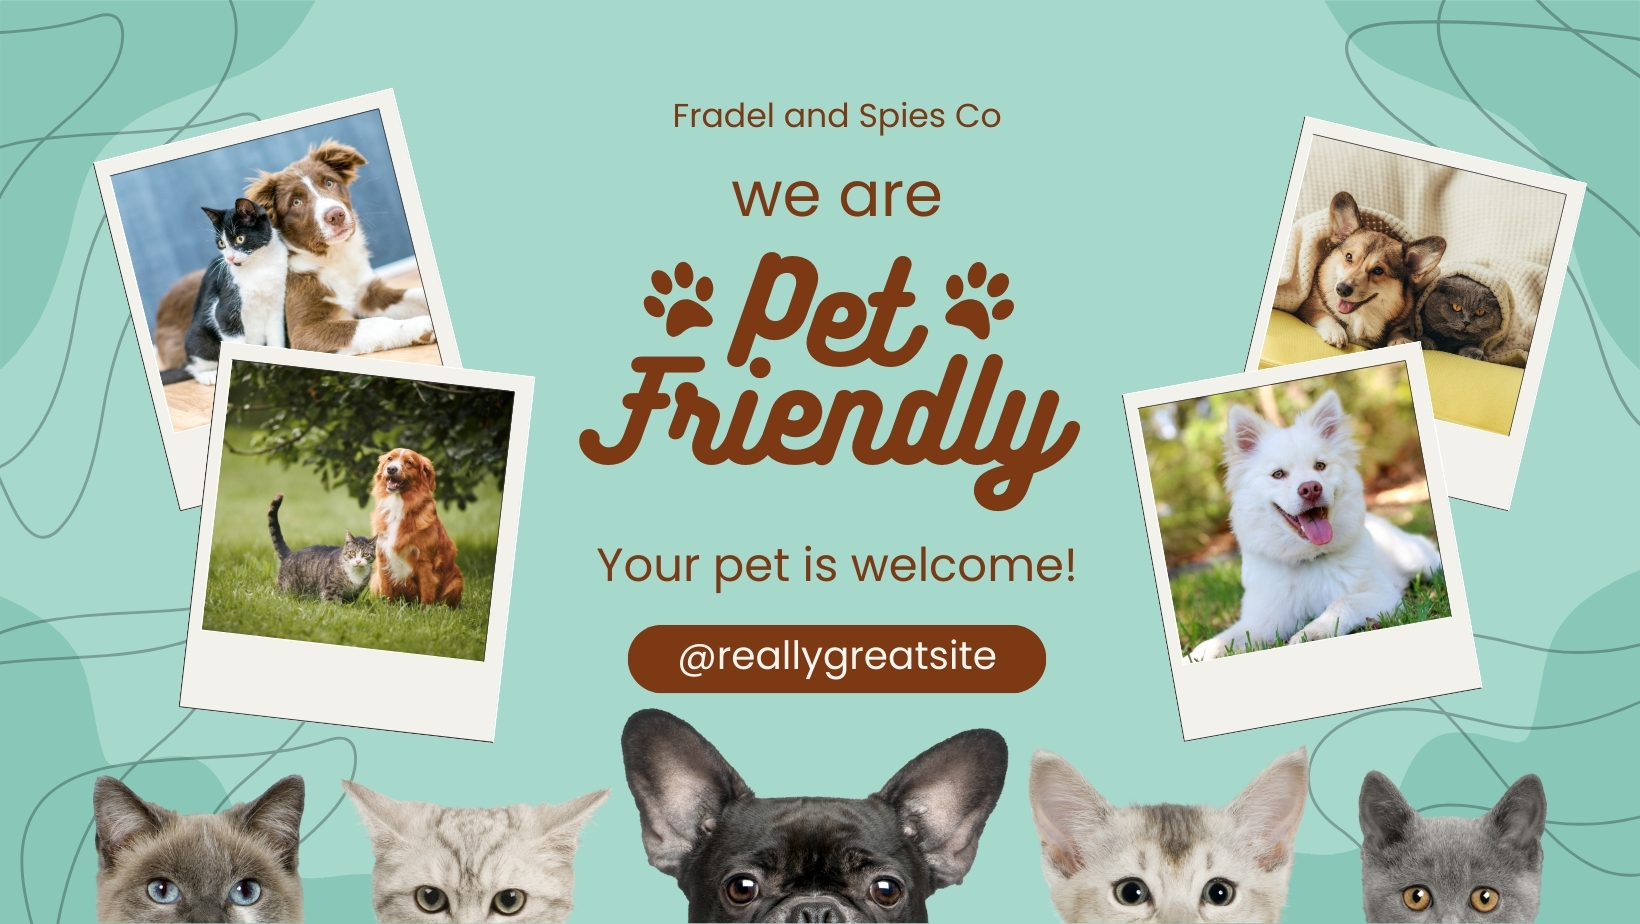 Fradel and Spies Co
we are
Pet
Friendly
Your pet is welcome!
@reallygreatsite